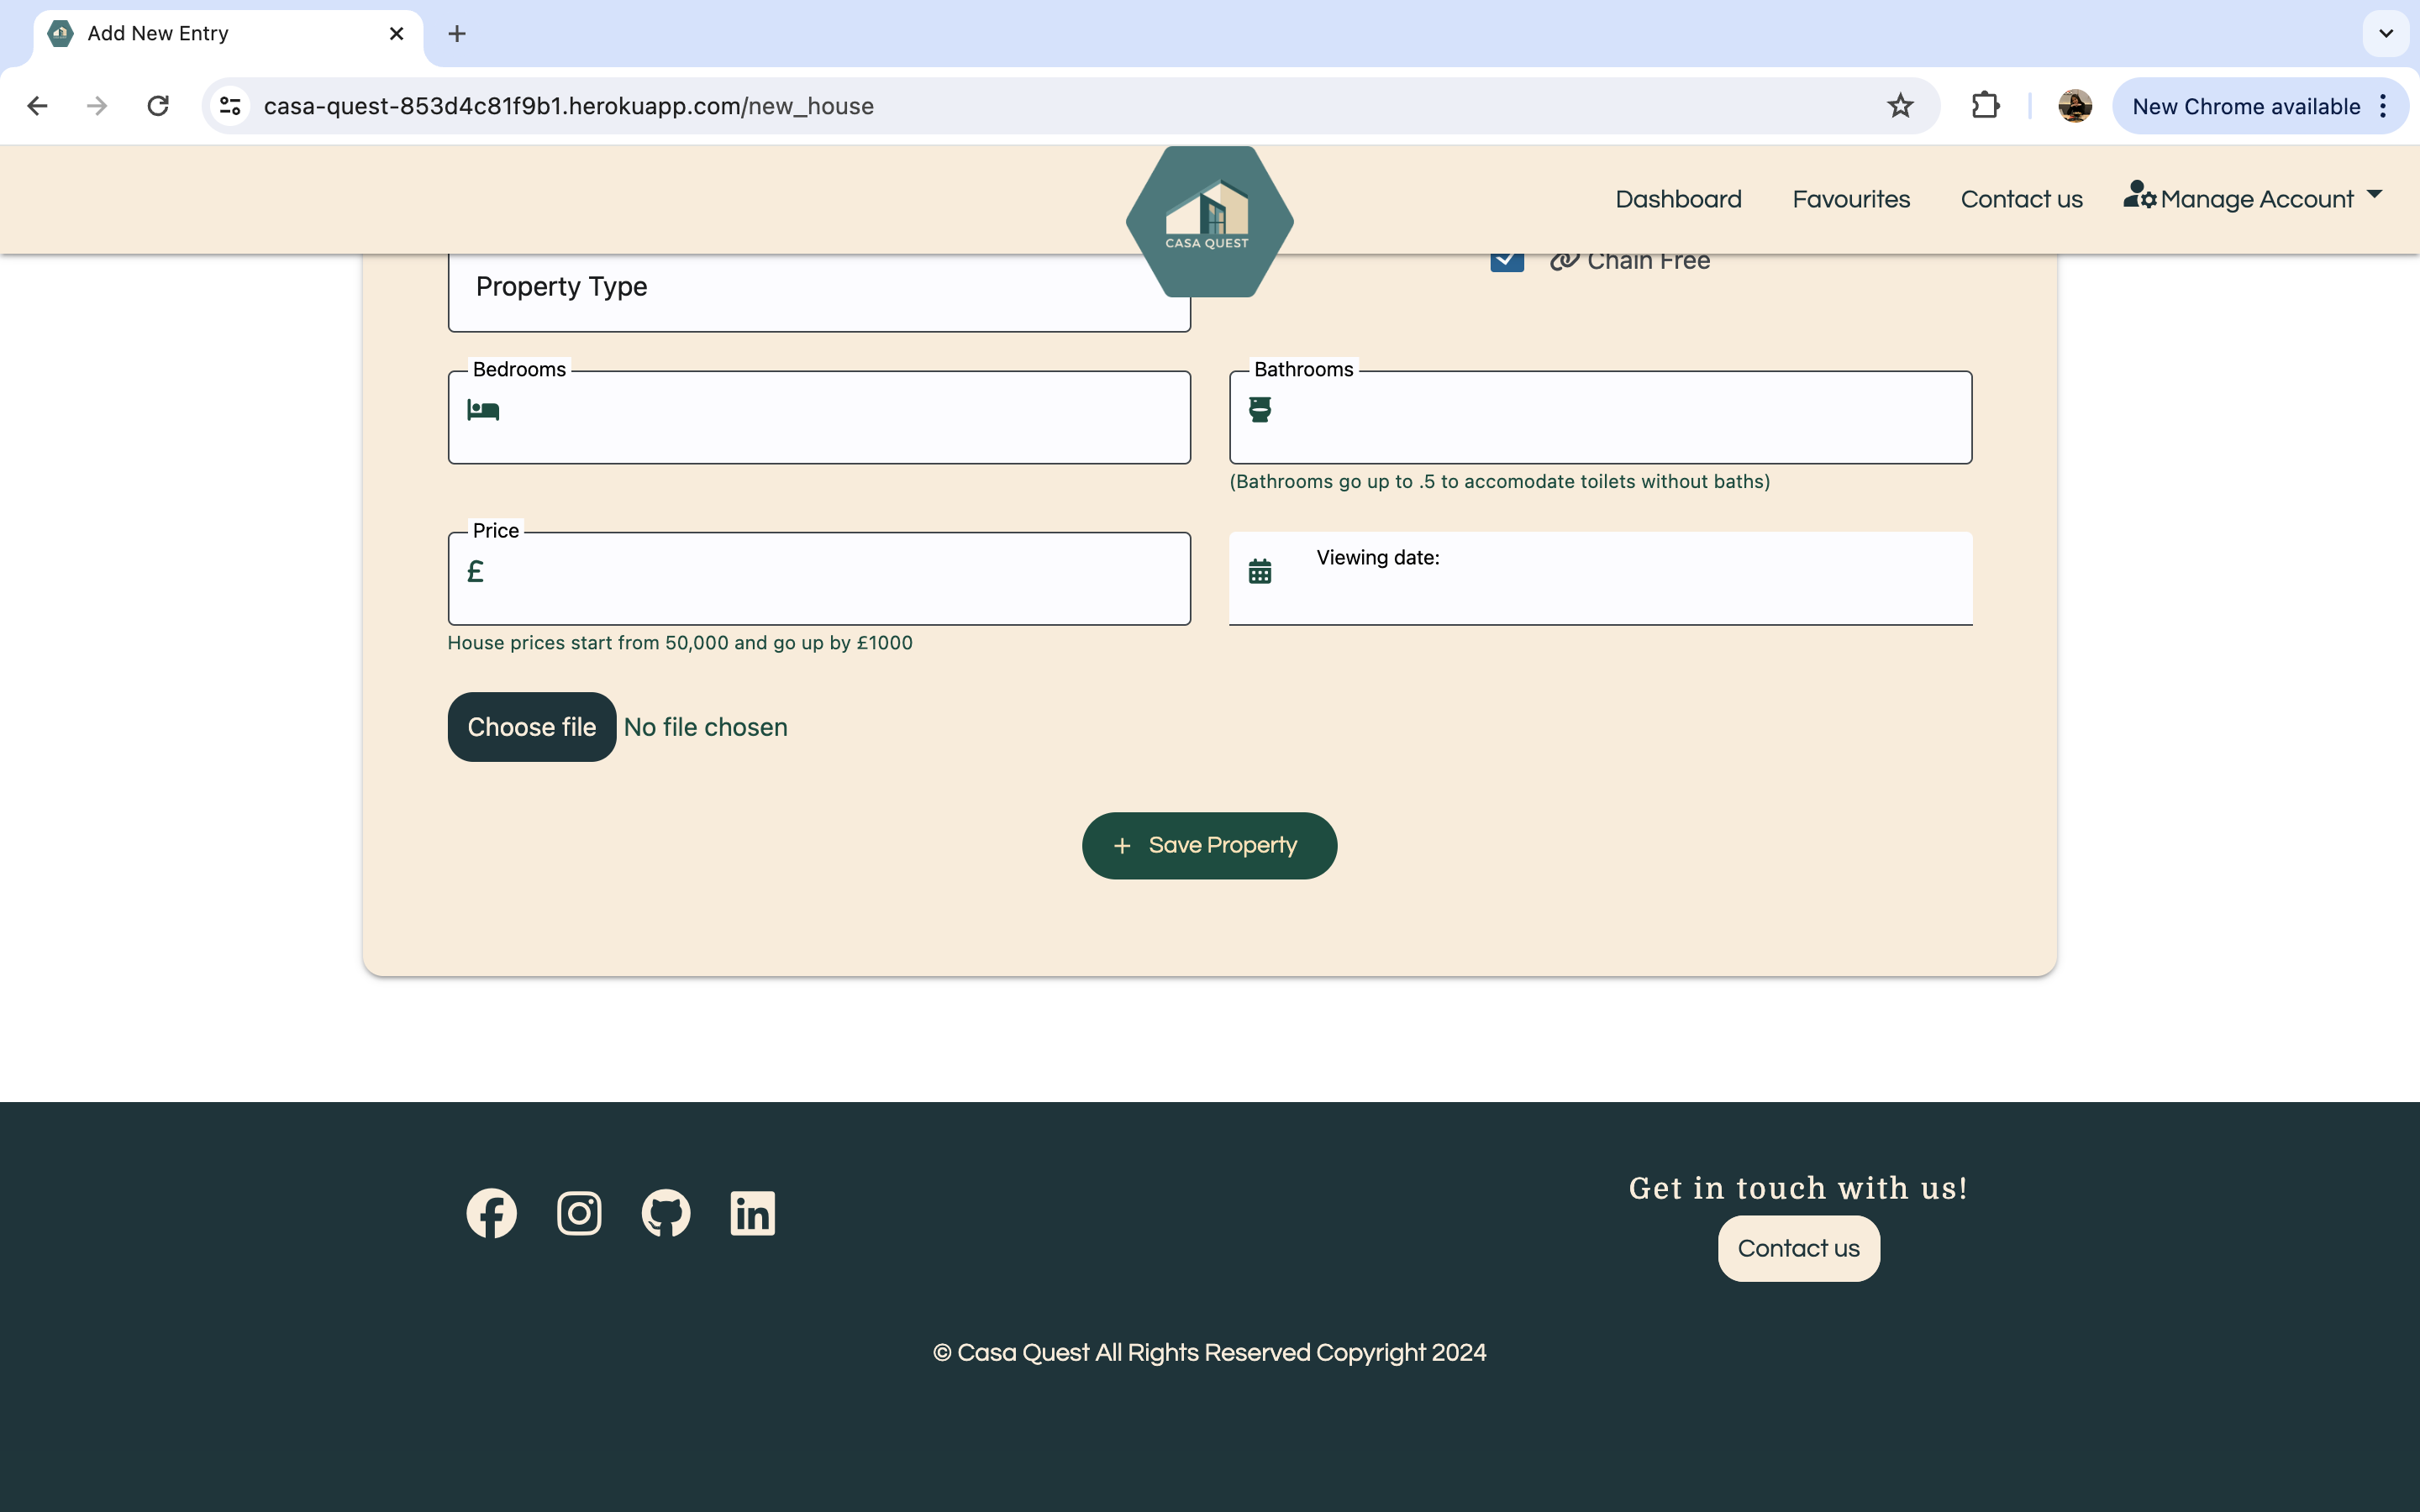 Add New Entry
casa-quest-853d4c81f9b1.herokuapp.com/new_house
New Chrome available
CASA QUEST
Dashboard
Favourites
Contact us
Manage Account
Property Type
Chain Free
Bedrooms
Bathrooms
(Bathrooms go up to .5 to accomodate toilets without baths)
Price
£
Viewing date:
House prices start from 50,000 and go up by £1000
Choose file No file chosen
+ Save Property
Get in touch with us!
Contact us
© Casa Quest All Rights Reserved Copyright 2024